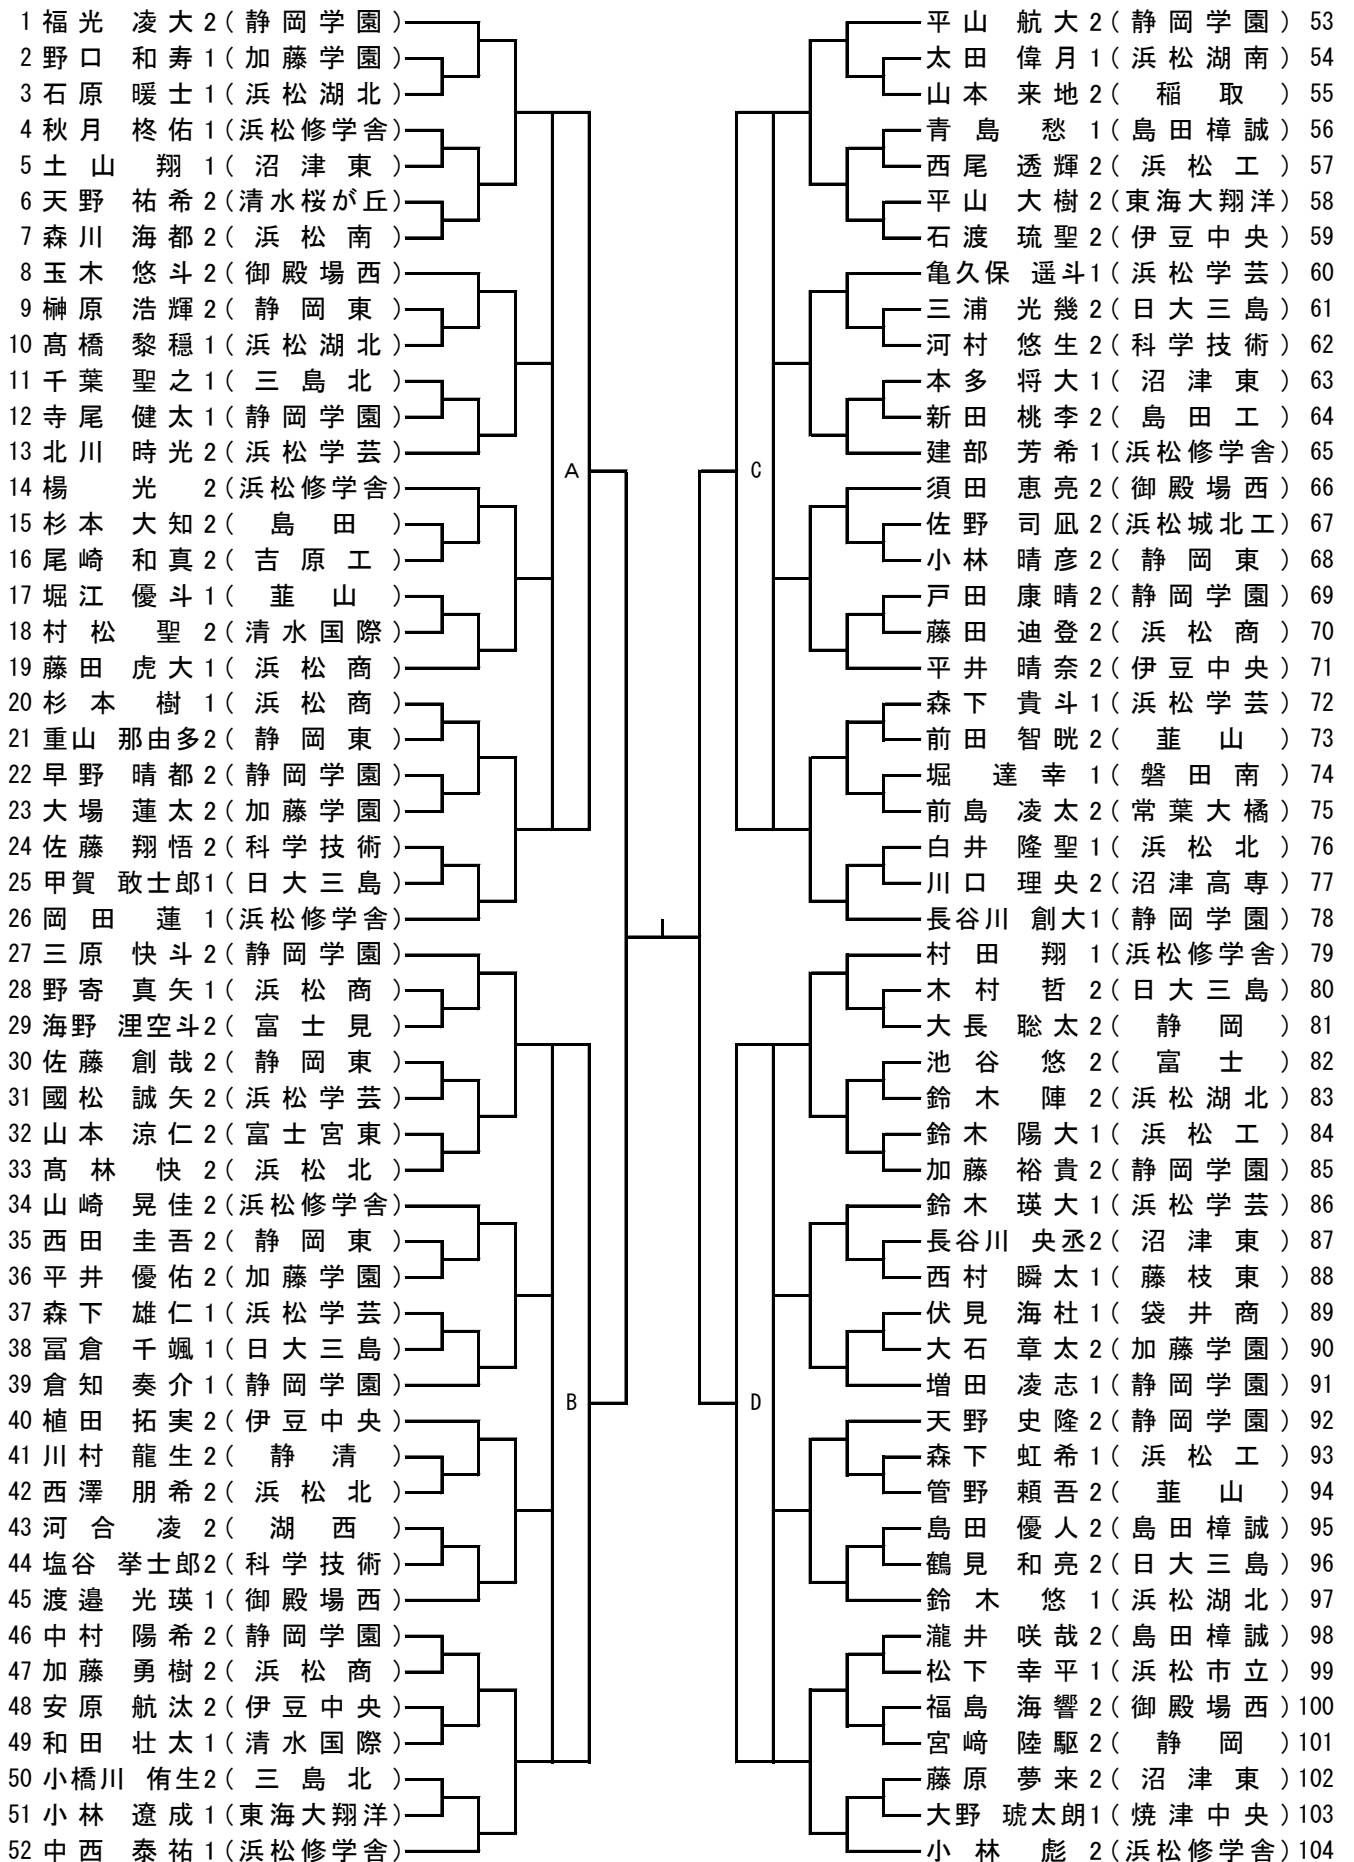 1 福光 凌大 2 (静岡学園)
2 野口 和寿 1 (加藤学園)
3 石原 暖士 1 (浜松湖北)
4 秋月 柊佑 1 (浜松修学舎)
5 土山 翔 1 (沼津東)
6 天野 祐希 2 (清水桜が丘)
7 森川 海都 2 (浜松南)
8 玉木 悠斗 2 (御殿場西)
9 榊原 浩輝 2 (静岡東)
10 髙橋 黎穏 1 (浜松湖北)
11 千葉 聖之 1 (三島北)
12 寺尾 健太 1 (静岡学園)
13 北川 時光 2 (浜松学芸)
14 楊 光 2 (浜松修学舎)
15 杉本 大知 2 (島田)
16 尾崎 和真 2 (吉原工)
17 堀江 優斗 1 (韮山)
18 村松 聖 2 (清水国際)
19 藤田 虎大 1 (浜松商)
20 杉本 樹 1 (浜松商)
21 重山 那由多 2 (静岡東)
22 早野 晴都 2 (静岡学園)
23 大場 蓮太 2 (加藤学園)
24 佐藤 翔悟 2 (科学技術)
25 甲賀 敢士郎 1 (日大三島)
26 岡田 蓮 1 (浜松修学舎)
27 三原 快斗 2 (静岡学園)
28 野寄 真矢 1 (浜松商)
29 海野 浬空斗 2 (富士見)
30 佐藤 創哉 2 (静岡東)
31 國松 誠矢 2 (浜松学芸)
32 山本 涼仁 2 (富士宮東)
33 髙林 快 2 (浜松北)
34 山崎 晃佳 2 (浜松修学舎)
35 西田 圭吾 2 (静岡東)
36 平井 優佑 2 (加藤学園)
37 森下 雄仁 1 (浜松学芸)
38 冨倉 千颯 1 (日大三島)
39 倉知 奏介 1 (静岡学園)
40 植田 拓実 2 (伊豆中央)
41 川村 龍生 2 (静清)
42 西澤 朋希 2 (浜松北)
43 河合 凌 2 (湖西)
44 塩谷 挙士郎 2 (科学技術)
45 渡邉 光瑛 1 (御殿場西)
46 中村 陽希 2 (静岡学園)
47 加藤 勇樹 2 (浜松商)
48 安原 航汰 2 (伊豆中央)
49 和田 壮太 1 (清水国際)
50 小橋川 侑生 2 (三島北)
51 小林 遼成 1 (東海大翔洋)
52 中西 泰祐 1 (浜松修学舎)
A
B
C
D
平山 航大 2 (静岡学園) 53
太田 偉月 1 (浜松湖南) 54
山本 来地 2 (稲取) 55
青島 愁 1 (島田樟誠) 56
西尾 透輝 2 (浜松工) 57
平山 大樹 2 (東海大翔洋) 58
石渡 琉聖 2 (伊豆中央) 59
亀久保 遥斗 1 (浜松学芸) 60
三浦 光幾 2 (日大三島) 61
河村 悠生 2 (科学技術) 62
本多 将大 1 (沼津東) 63
新田 桃李 2 (島田工) 64
建部 芳希 1 (浜松修学舎) 65
須田 恵亮 2 (御殿場西) 66
佐野 司凪 2 (浜松城北工) 67
小林 晴彦 2 (静岡東) 68
戸田 康晴 2 (静岡学園) 69
藤田 迪登 2 (浜松商) 70
平井 晴奈 2 (伊豆中央) 71
森下 貴斗 1 (浜松学芸) 72
前田 智晄 2 (韮山) 73
堀 達幸 1 (磐田南) 74
前島 凌太 2 (常葉大橘) 75
白井 隆聖 1 (浜松北) 76
川口 理央 2 (沼津高専) 77
長谷川 創大 1 (静岡学園) 78
村田 翔 1 (浜松修学舎) 79
木村 哲 2 (日大三島) 80
大長 聡太 2 (静岡) 81
池谷 悠 2 (富士) 82
鈴木 陣 2 (浜松湖北) 83
鈴木 陽大 1 (浜松工) 84
加藤 裕貴 2 (静岡学園) 85
鈴木 瑛大 1 (浜松学芸) 86
長谷川 央丞 2 (沼津東) 87
西村 瞬太 1 (藤枝東) 88
伏見 海杜 1 (袋井商) 89
大石 章太 2 (加藤学園) 90
増田 凌志 1 (静岡学園) 91
天野 史隆 2 (静岡学園) 92
森下 虹希 1 (浜松工) 93
管野 頼吾 2 (韮山) 94
島田 優人 2 (島田樟誠) 95
鶴見 和亮 2 (日大三島) 96
鈴木 悠 1 (浜松湖北) 97
瀧井 咲哉 2 (島田樟誠) 98
松下 幸平 1 (浜松市立) 99
福島 海響 2 (御殿場西) 100
宮﨑 陸駆 2 (静岡) 101
藤原 夢来 2 (沼津東) 102
大野 琥太朗 1 (焼津中央) 103
小林 彪 2 (浜松修学舎) 104